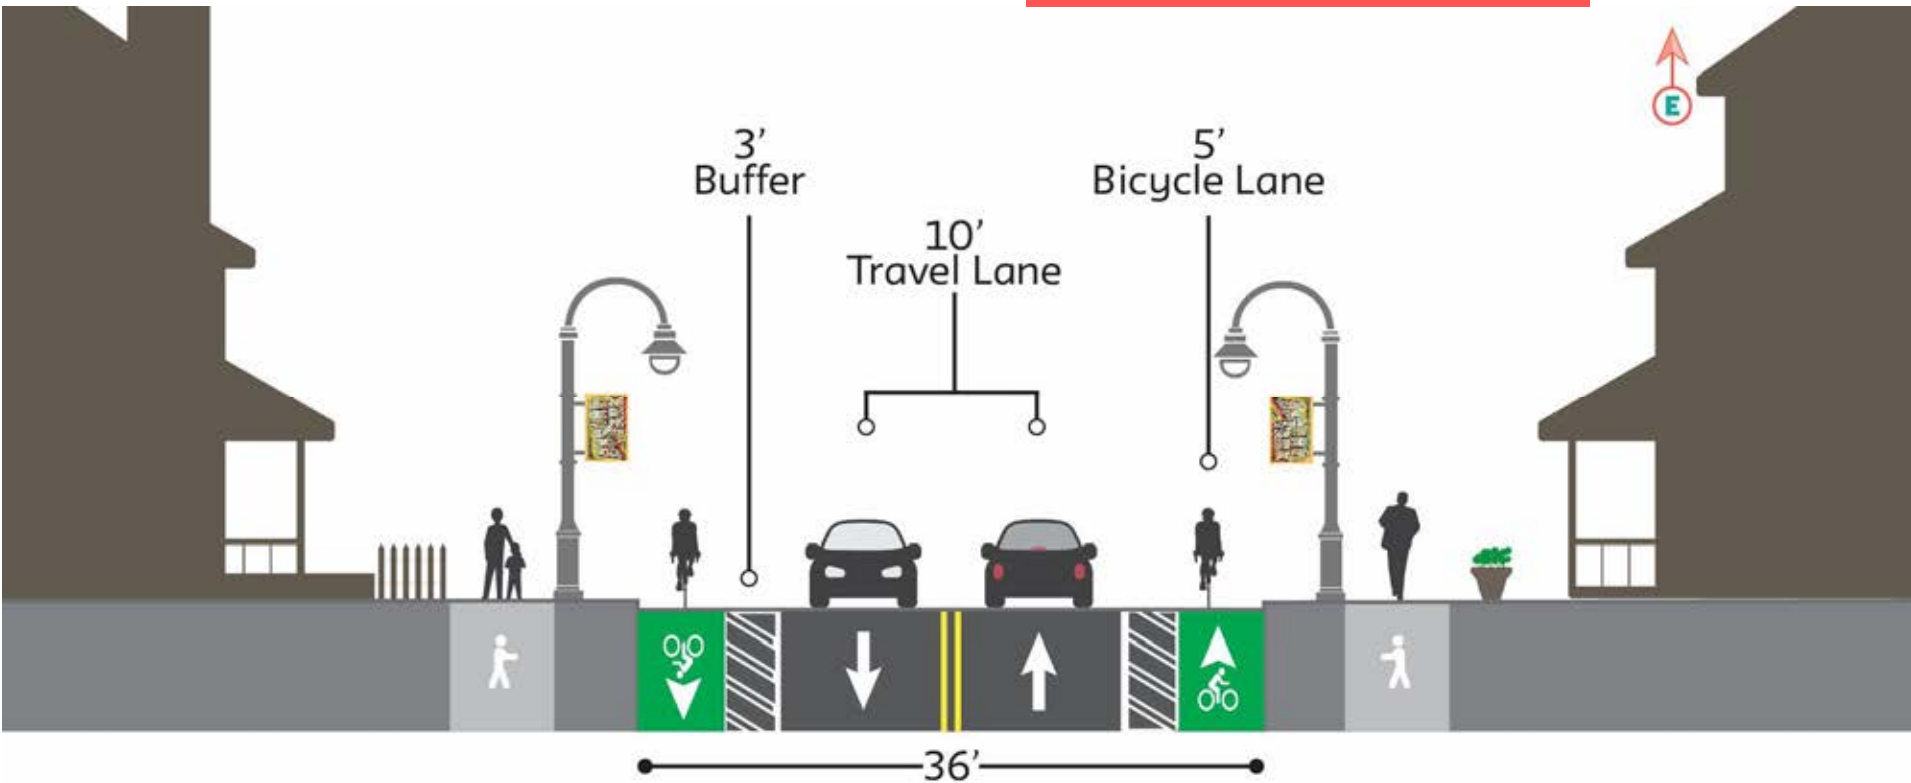 E
3’
Buffer
5’
Bicycle Lane
10’
Travel Lane
36’